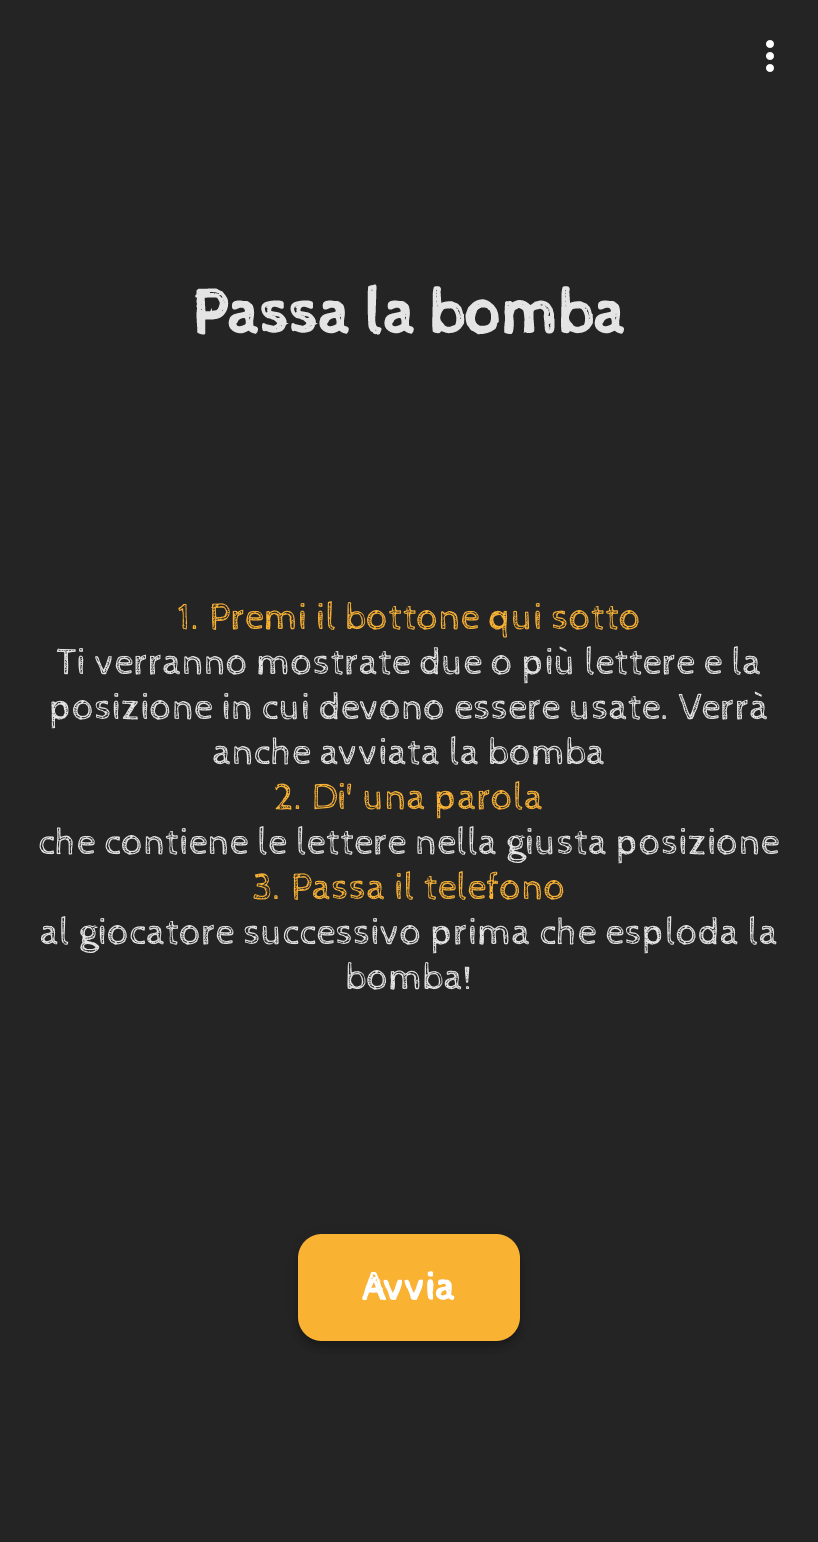 Passa la bomba
1. Premi il bottone qui sotto
Ti verranno mostrate due o più lettere e la
posizione in cui devono essere usate. Verrà
anche avviata la bomba
2. Di' una parola
che contiene le lettere nella giusta posizione
3. Passa il telefono
al giocatore successivo prima che esploda la
bomba!
Avvia